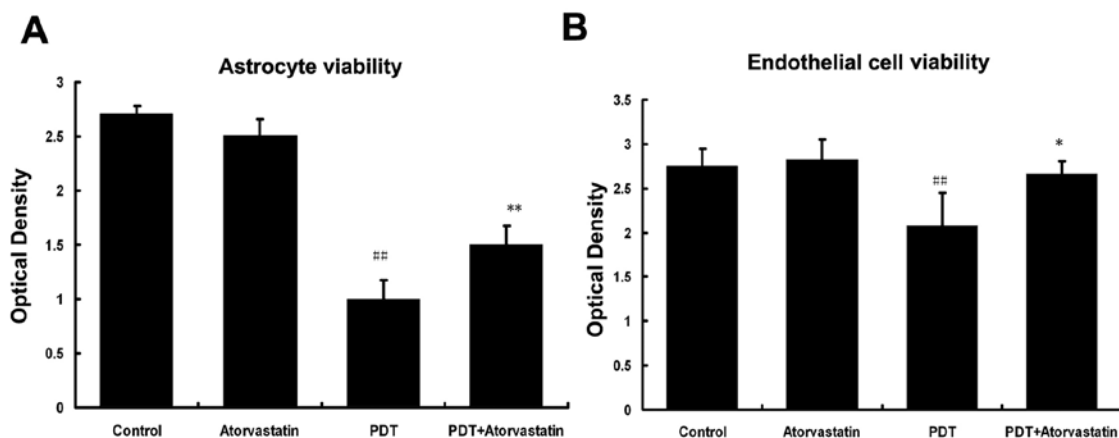 A
Astrocyte viability
Optical Density
3
2.5
2
1.5
1
0.5
0
##
**
Control Atorvastatin PDT PDT+Atorvastatin
B
Endothelial cell viability
Optical Density
3.5
3
2.5
2
1.5
1
0.5
0
##
*
Control Atorvastatin PDT PDT+Atorvastatin